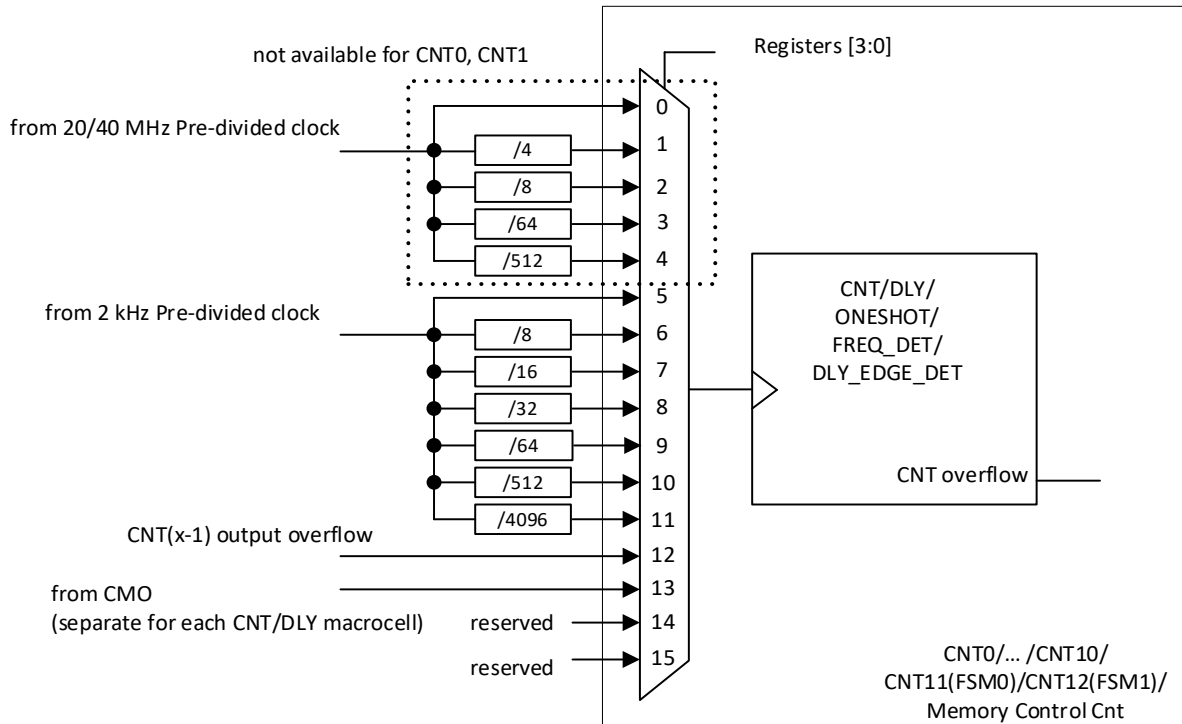 Registers [3:0]
not available for CNT0, CNT1
from 20/40 MHz Pre-divided clock
0
/4
1
/8
2
/64
3
/512
4
from 2 kHz Pre-divided clock
5
/8
6
/16
7
/32
8
/64
9
/512
10
/4096
11
CNT(x-1) output overflow
12
from CMO
(separate for each CNT/DLY macrocell)
13
reserved
14
reserved
15
CNT/DLY/
ONESHOT/
FREQ_DET/
DLY_EDGE_DET
CNT overflow
CNT0/... /CNT10/
CNT11(FSM0)/CNT12(FSM1)/
Memory Control Cnt